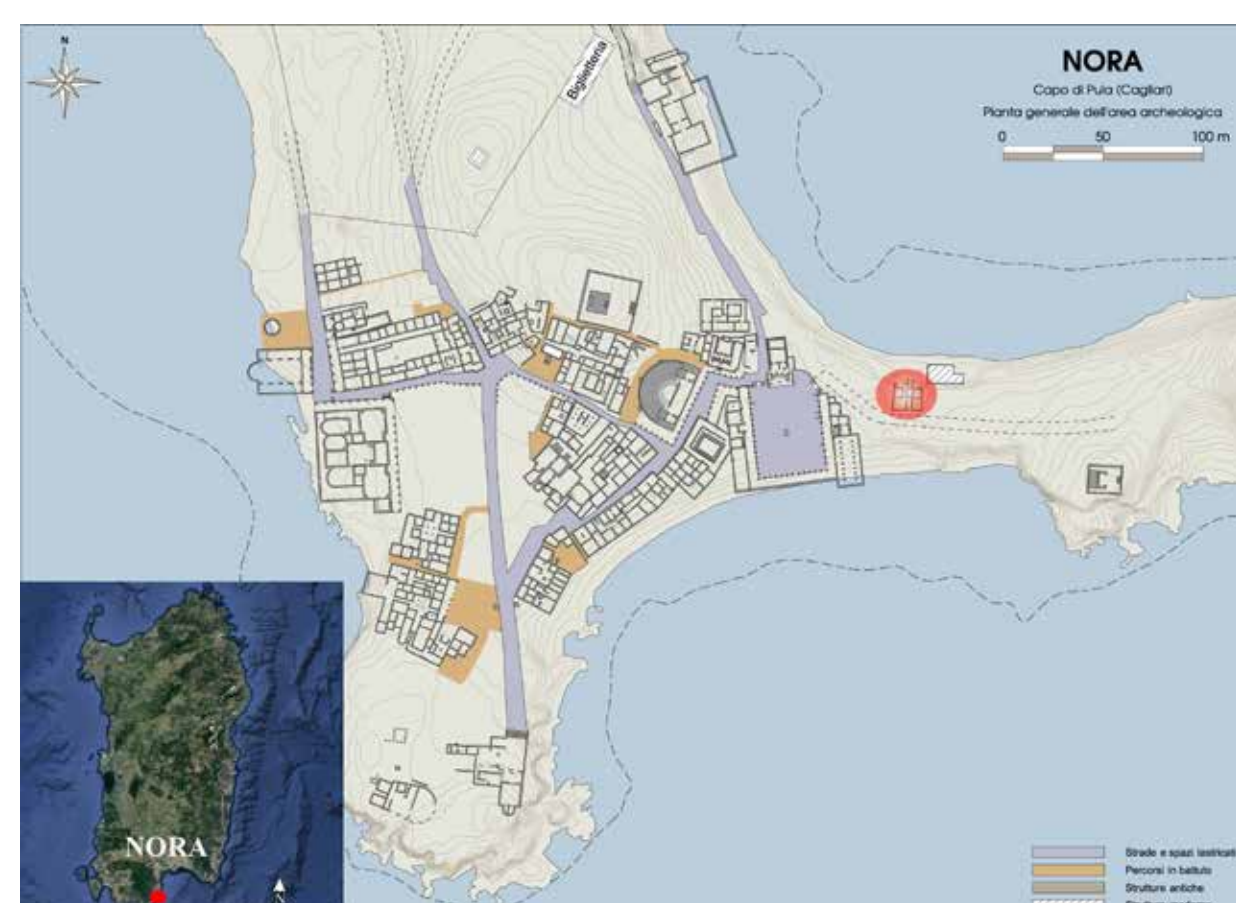 N
Biglietteria
NORA
Capo di Pula (Cagliari)
Pianta generale dell'area archeologica
0 50 100 m
NORA
N
Strade e spazi lastricati
Percorsi in battuto
Strutture antiche